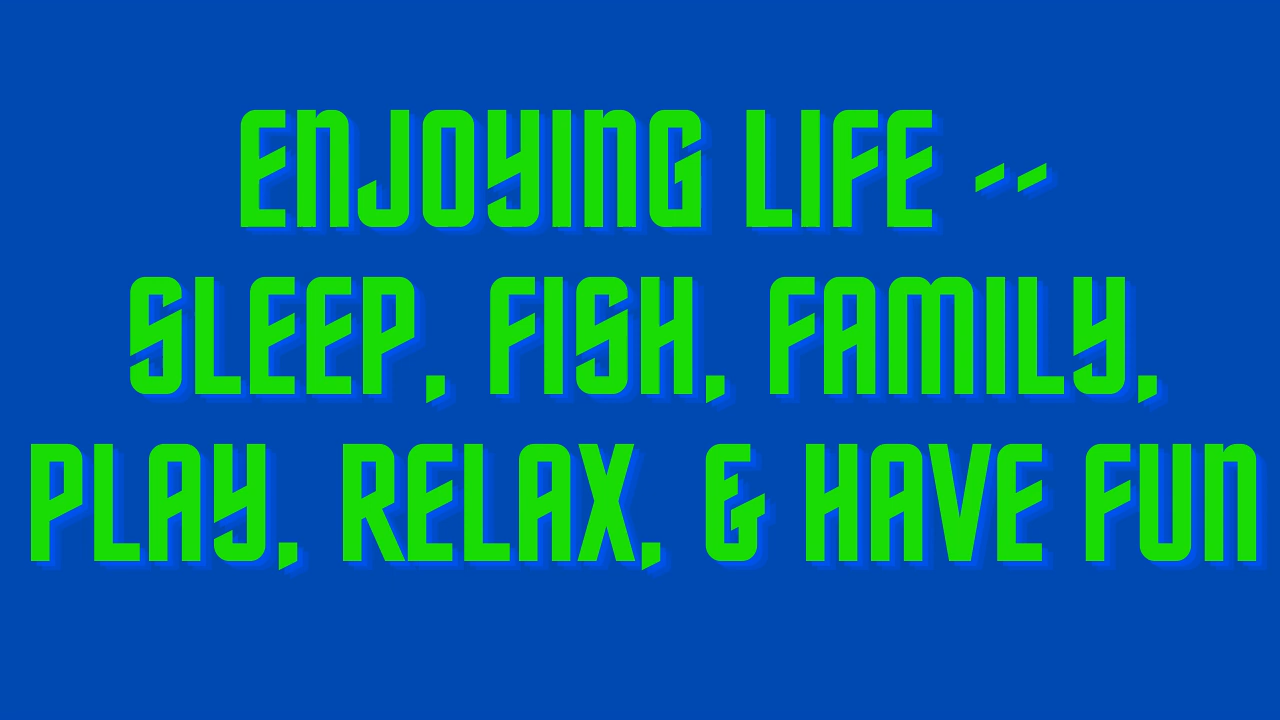 ENJOYING LIFE --
SLEEP, FISH, FAMILY,
PLAY, RELAX, & HAVE FUN